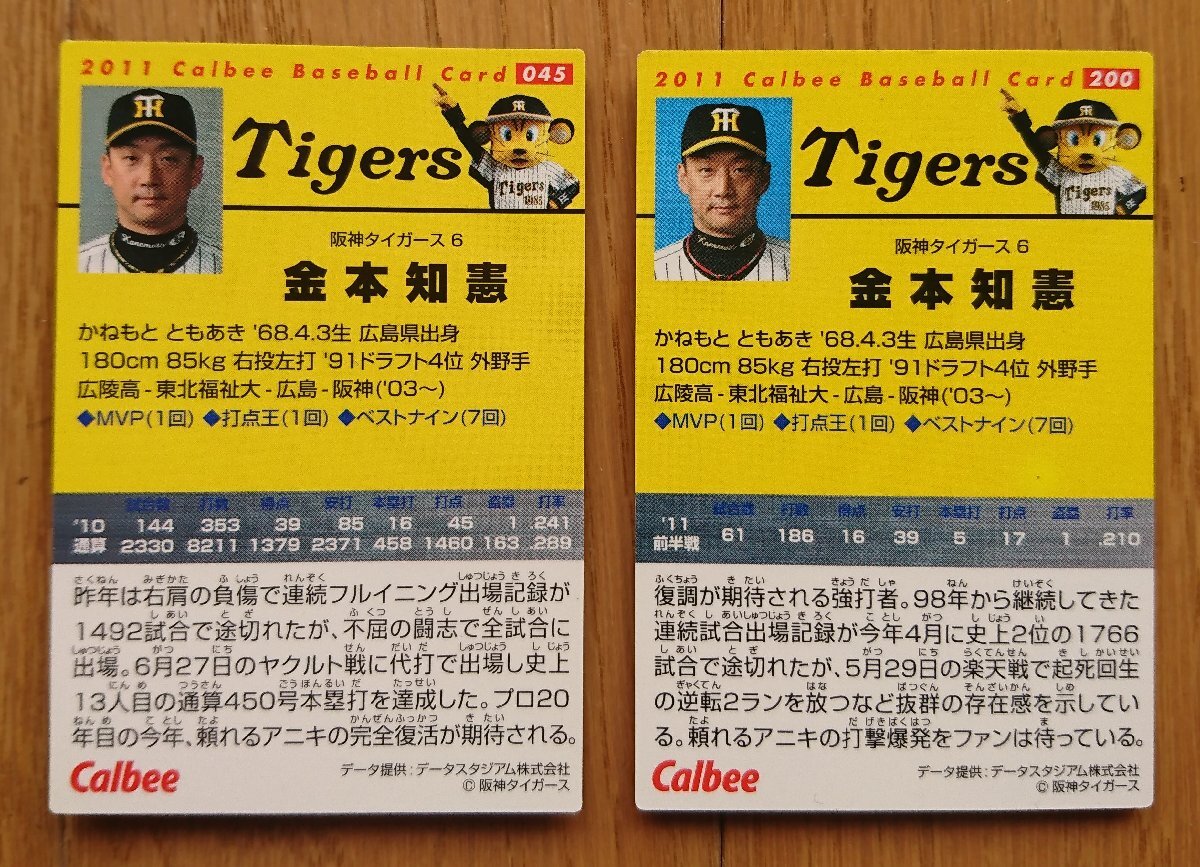 2011 Calbee Baseball Card 045
Tigers
Tigers
1985
阪神タイガース 6
金本知憲
かねもと ともあき '68.4.3生 広島県出身
180cm 85kg 右投左打 '91ドラフト4位 外野手
広陵高 - 東北福祉大 - 広島 - 阪神('03〜)
◆MVP(1回) ◆打点王(1回) ◆ベストナイン(7回)
試合数 打数 得点 安打 本塁打 打点 盗塁 打率
'10 144 353 39 85 16 45 1 .241
通算 2330 8211 1379 2371 458 1460 163 .289
昨年は右肩の負傷で連続フルイニング出場記録が
1492試合で途切れたが、不屈の闘志で全試合に
出場。6月27日のヤクルト戦に代打で出場し史上
13人目の通算450号本塁打を達成した。プロ20
年目の今年、頼れるアニキの完全復活が期待される。
Calbee
データ提供:データスタジアム株式会社
© 阪神タイガース
2011 Calbee Baseball Card 200
Tigers
Tigers
1985
阪神タイガース 6
金本知憲
かねもと ともあき '68.4.3生 広島県出身
180cm 85kg 右投左打 '91ドラフト4位 外野手
広陵高 - 東北福祉大 - 広島 - 阪神('03〜)
◆MVP(1回) ◆打点王(1回) ◆ベストナイン(7回)
試合数 打数 得点 安打 本塁打 打点 盗塁 打率
'11前半戦 61 186 16 39 5 17 1 .210
復調が期待される強打者。98年から継続してきた
連続試合出場記録が今年4月に史上2位の1766
試合で途切れたが、5月29日の楽天戦で起死回生
の逆転2ランを放つなど抜群の存在感を示してい
る。頼れるアニキの打撃爆発をファンは待っている。
Calbee
データ提供:データスタジアム株式会社
© 阪神タイガース